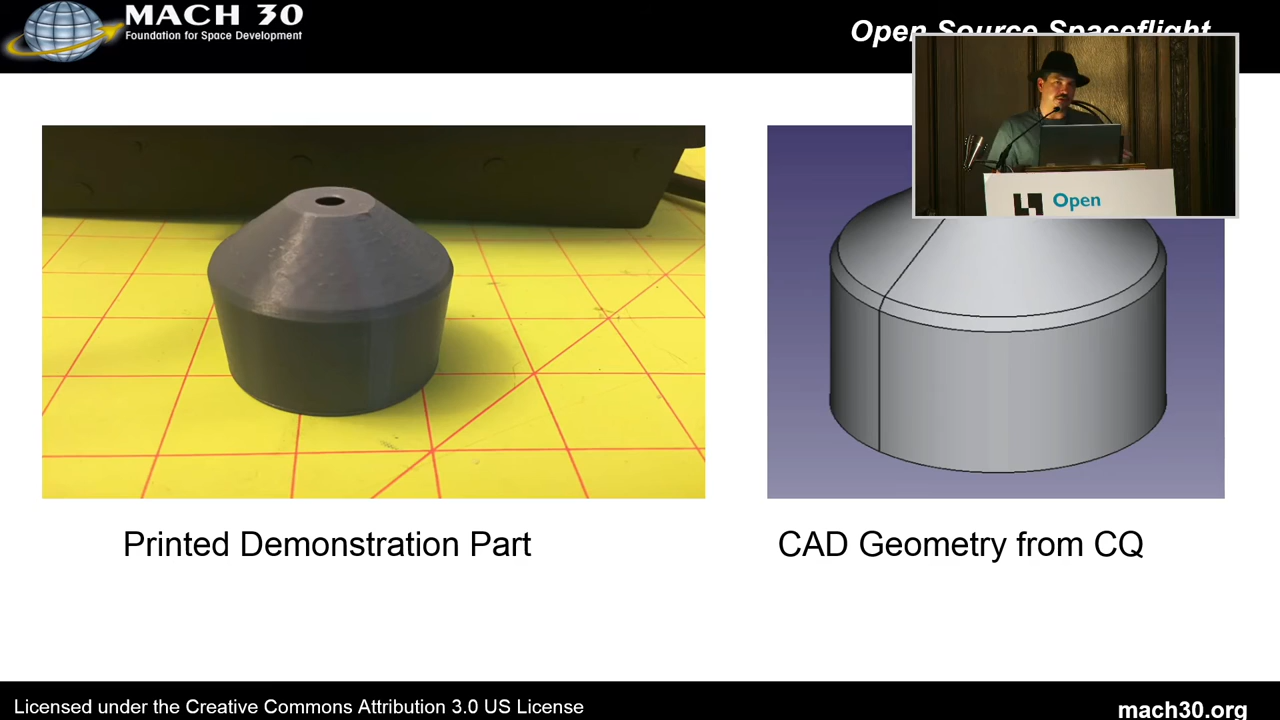 MACH 30
Foundation for Space Development
Open Source Spaceflight
Open
Printed Demonstration Part
CAD Geometry from CQ
Licensed under the Creative Commons Attribution 3.0 US License
mach30.org